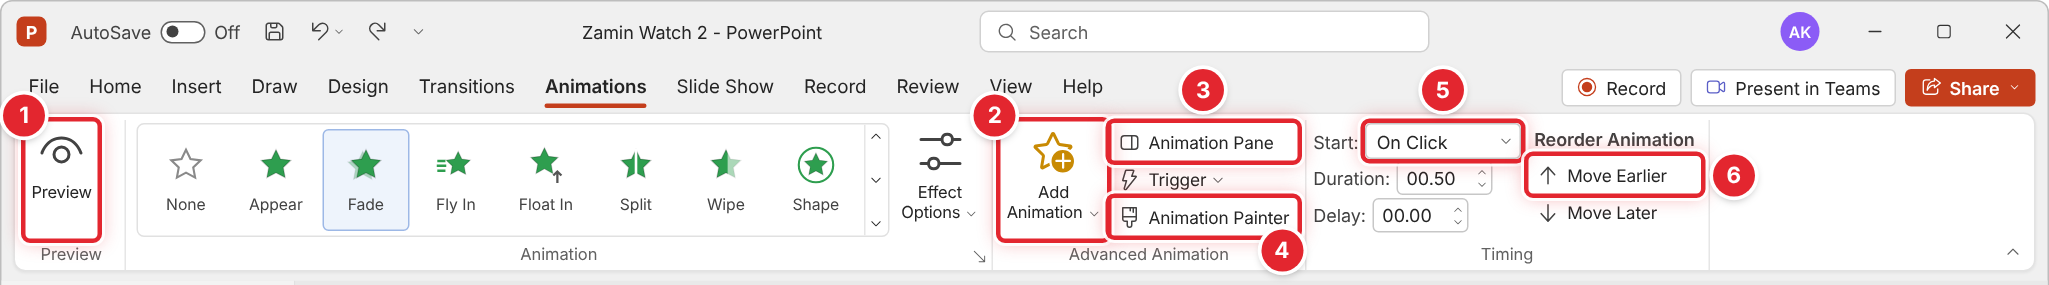 P AutoSave Off Zamin Watch 2 - PowerPoint Search AK
File Home Insert Draw Design Transitions Animations Slide Show Record Review View Help Record Present in Teams Share
1 2 3 4 5 6
Preview
None Appear Fade Fly In Float In Split Wipe Shape
Effect
Options
Add
Animation
Animation Pane
Trigger
Animation Painter
Start: On Click
Duration: 00.50
Delay: 00.00
Reorder Animation
Move Earlier
Move Later
Preview Animation Advanced Animation Timing